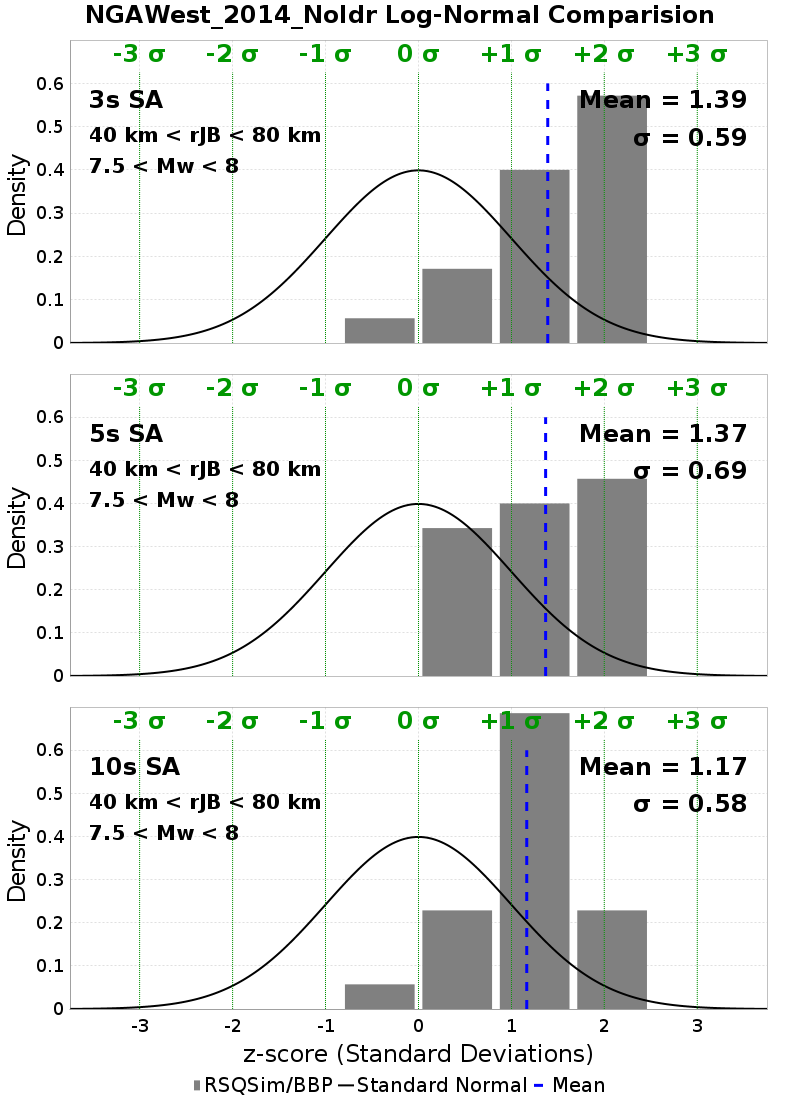 NGAWest_2014_NoIdr Log-Normal Comparision
-3 σ -2 σ -1 σ 0 σ +1 σ +2 σ +3 σ
3s SA
Mean = 1.39
40 km < rJB < 80 km
σ = 0.59
7.5 < Mw < 8
Density
0.6
0.5
0.4
0.3
0.2
0.1
0
-3 σ -2 σ -1 σ 0 σ +1 σ +2 σ +3 σ
5s SA
Mean = 1.37
40 km < rJB < 80 km
σ = 0.69
7.5 < Mw < 8
Density
0.6
0.5
0.4
0.3
0.2
0.1
0
-3 σ -2 σ -1 σ 0 σ +1 σ +2 σ +3 σ
10s SA
Mean = 1.17
40 km < rJB < 80 km
σ = 0.58
7.5 < Mw < 8
Density
0.6
0.5
0.4
0.3
0.2
0.1
0
-3 -2 -1 0 1 2 3
z-score (Standard Deviations)
RSQSim/BBP Standard Normal Mean